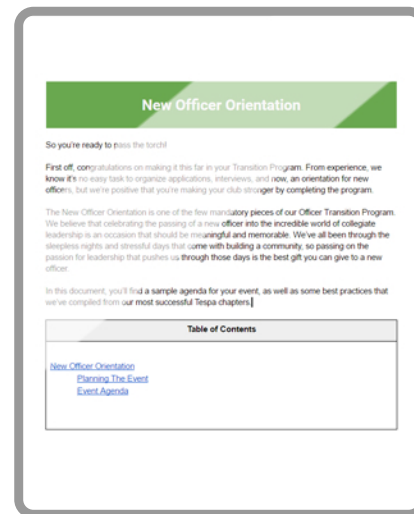 New Officer Orientation
So you're ready to pass the torch!
First off, congratulations on making it this far in your Transition Program. From experience, we
know it's no easy task to organize applications, interviews, and now, an orientation for new
officers, but we're positive that you're making your club stronger by completing the program.
The New Officer Orientation is one of the few mandatory pieces of our Officer Transition Program.
We believe that celebrating the passing of a new officer into the incredible world of collegiate
leadership is an occasion that should be meaningful and memorable. We've all been through the
sleepless nights and stressful days that come with building a community, so passing on the
passion for leadership that pushes us through those days is the best gift you can give to a new
officer.
In this document, you'll find a sample agenda for your event, as well as some best practices that
we've compiled from our most successful Tespa chapters.
Table of Contents
New Officer Orientation
Planning The Event
Event Agenda